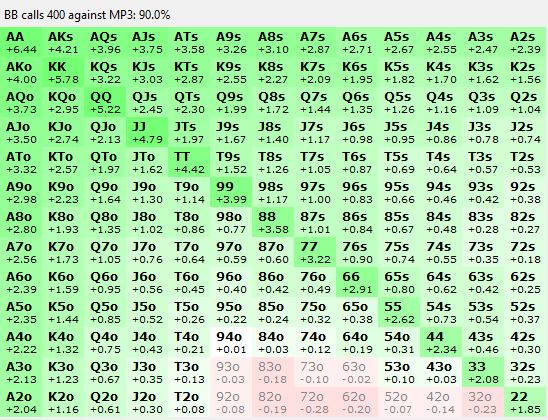 BB calls 400 against MP3: 90.0%
AA AKs AQs AJs ATs A9s A8s A7s A6s A5s A4s A3s A2s
+6.44 +4.21 +3.96 +3.75 +3.58 +3.26 +3.10 +2.87 +2.71 +2.67 +2.55 +2.47 +2.39
AKo KK KQs KJs KTs K9s K8s K7s K6s K5s K4s K3s K2s
+4.00 +5.78 +3.22 +3.03 +2.87 +2.55 +2.27 +2.09 +1.95 +1.82 +1.70 +1.62 +1.56
AQo KQo QQ QJs QTs Q9s Q8s Q7s Q6s Q5s Q4s Q3s Q2s
+3.73 +2.95 +5.22 +2.45 +2.30 +1.99 +1.72 +1.44 +1.35 +1.26 +1.16 +1.09 +1.04
AJo KJo QJo JJ JTs J9s J8s J7s J6s J5s J4s J3s J2s
+3.50 +2.74 +2.13 +4.79 +1.97 +1.67 +1.40 +1.17 +0.98 +0.95 +0.86 +0.78 +0.74
ATo KTo QTo JTo TT T9s T8s T7s T6s T5s T4s T3s T2s
+3.32 +2.57 +1.97 +1.62 +4.42 +1.52 +1.26 +1.05 +0.87 +0.69 +0.64 +0.57 +0.53
A9o K9o Q9o J9o T9o 99 98s 97s 96s 95s 94s 93s 92s
+2.98 +2.23 +1.64 +1.30 +1.14 +3.99 +1.17 +1.00 +0.83 +0.66 +0.46 +0.42 +0.38
A8o K8o Q8o J8o T8o 98o 88 87s 86s 85s 84s 83s 82s
+2.80 +1.93 +1.35 +1.02 +0.86 +0.77 +3.58 +1.01 +0.84 +0.67 +0.48 +0.28 +0.27
A7o K7o Q7o J7o T7o 97o 87o 77 76s 75s 74s 73s 72s
+2.56 +1.73 +1.05 +0.76 +0.64 +0.59 +0.60 +3.22 +0.90 +0.74 +0.55 +0.35 +0.18
A6o K6o Q6o J6o T6o 96o 86o 76o 66 65s 64s 63s 62s
+2.39 +1.59 +0.95 +0.56 +0.45 +0.40 +0.42 +0.49 +2.91 +0.80 +0.62 +0.42 +0.25
A5o K5o Q5o J5o T5o 95o 85o 75o 65o 55 54s 53s 52s
+2.35 +1.44 +0.85 +0.52 +0.26 +0.22 +0.24 +0.32 +0.38 +2.62 +0.73 +0.54 +0.37
A4o K4o Q4o J4o T4o 94o 84o 74o 64o 54o 44 43s 42s
+2.22 +1.32 +0.75 +0.43 +0.21 +0.01 +0.03 +0.12 +0.19 +0.31 +2.34 +0.46 +0.30
A3o K3o Q3o J3o T3o 93o 83o 73o 63o 53o 43o 33 32s
+2.13 +1.23 +0.67 +0.35 +0.13 -0.03 -0.18 -0.10 -0.02 +0.10 +0.03 +2.08 +0.23
A2o K2o Q2o J2o T2o 92o 82o 72o 62o 52o 42o 32o 22
+2.04 +1.16 +0.61 +0.30 +0.08 -0.08 -0.19 -0.28 -0.20 -0.07 -0.14 -0.23 +1.85